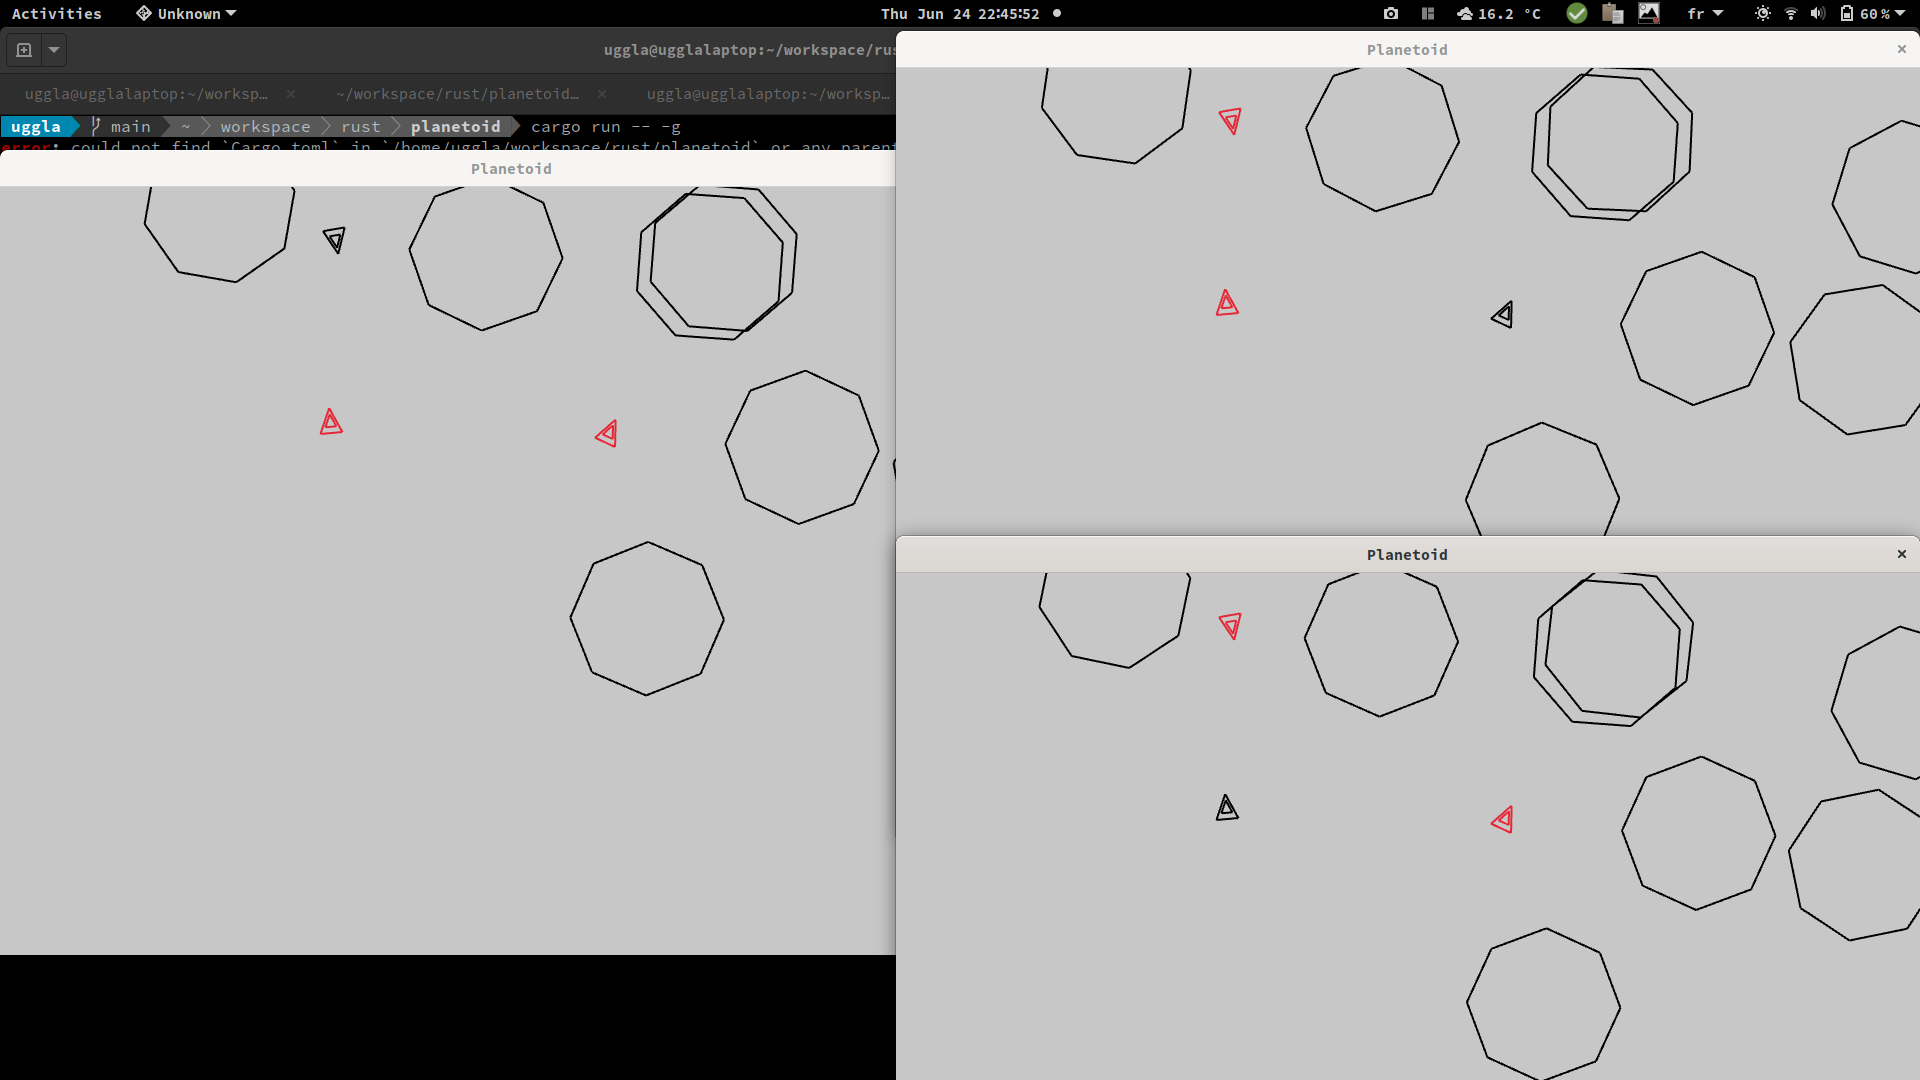 Activities Unknown Thu Jun 24 22:45:52 16.2 °C fr 60 %
uggla@ugglalaptop:~/workspace/rus
uggla@ugglalaptop:~/worksp… × ~/workspace/rust/planetoid… × uggla@ugglalaptop:~/worksp…
uggla main ~ workspace rust planetoid cargo run -- -g
error: could not find `Cargo.toml` in `/home/uggla/workspace/rust/planetoid` or any parent
Planetoid
Planetoid ×
Planetoid ×